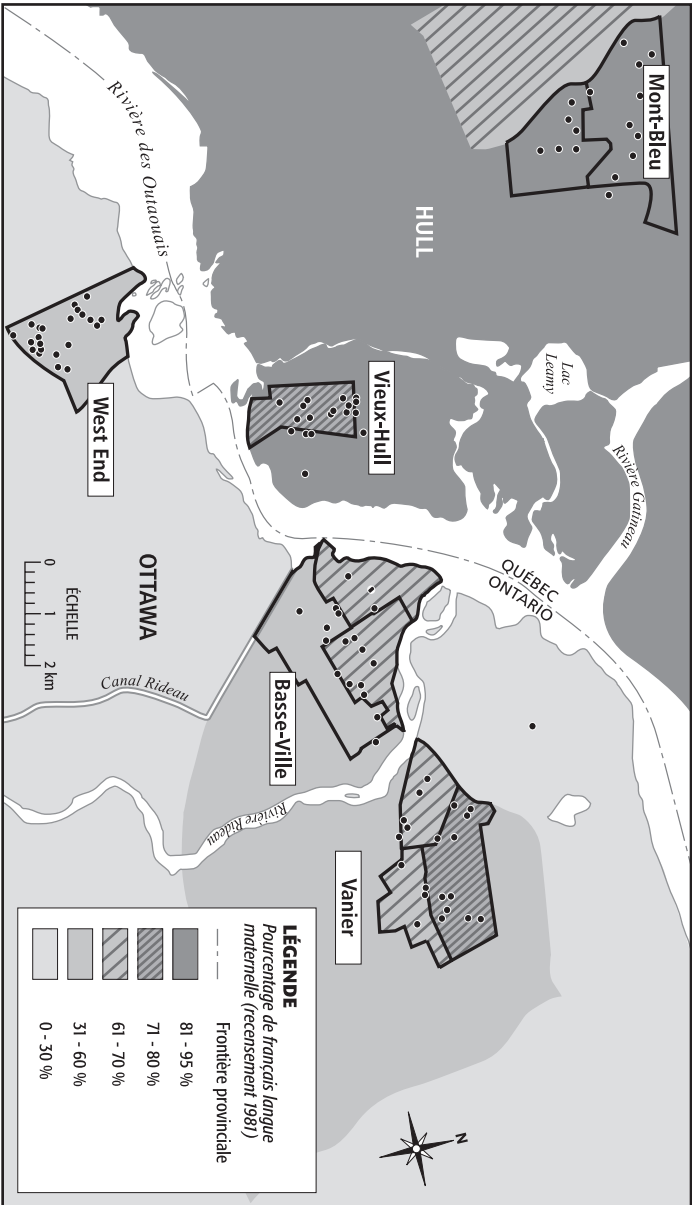 Mont-Bleu
HULL
Rivière des Outaouais
Lac
Leamy
Rivière Gatineau
Vieux-Hull
West End
QUÉBEC
ONTARIO
OTTAWA
0 1 2 km
ÉCHELLE
Canal Rideau
Basse-Ville
Rivière Rideau
Vanier
N
LÉGENDE
Pourcentage de français langue
maternelle (recensement 1981)
Frontière provinciale
81 - 95 %
71 - 80 %
61 - 70 %
31 - 60 %
0 - 30 %